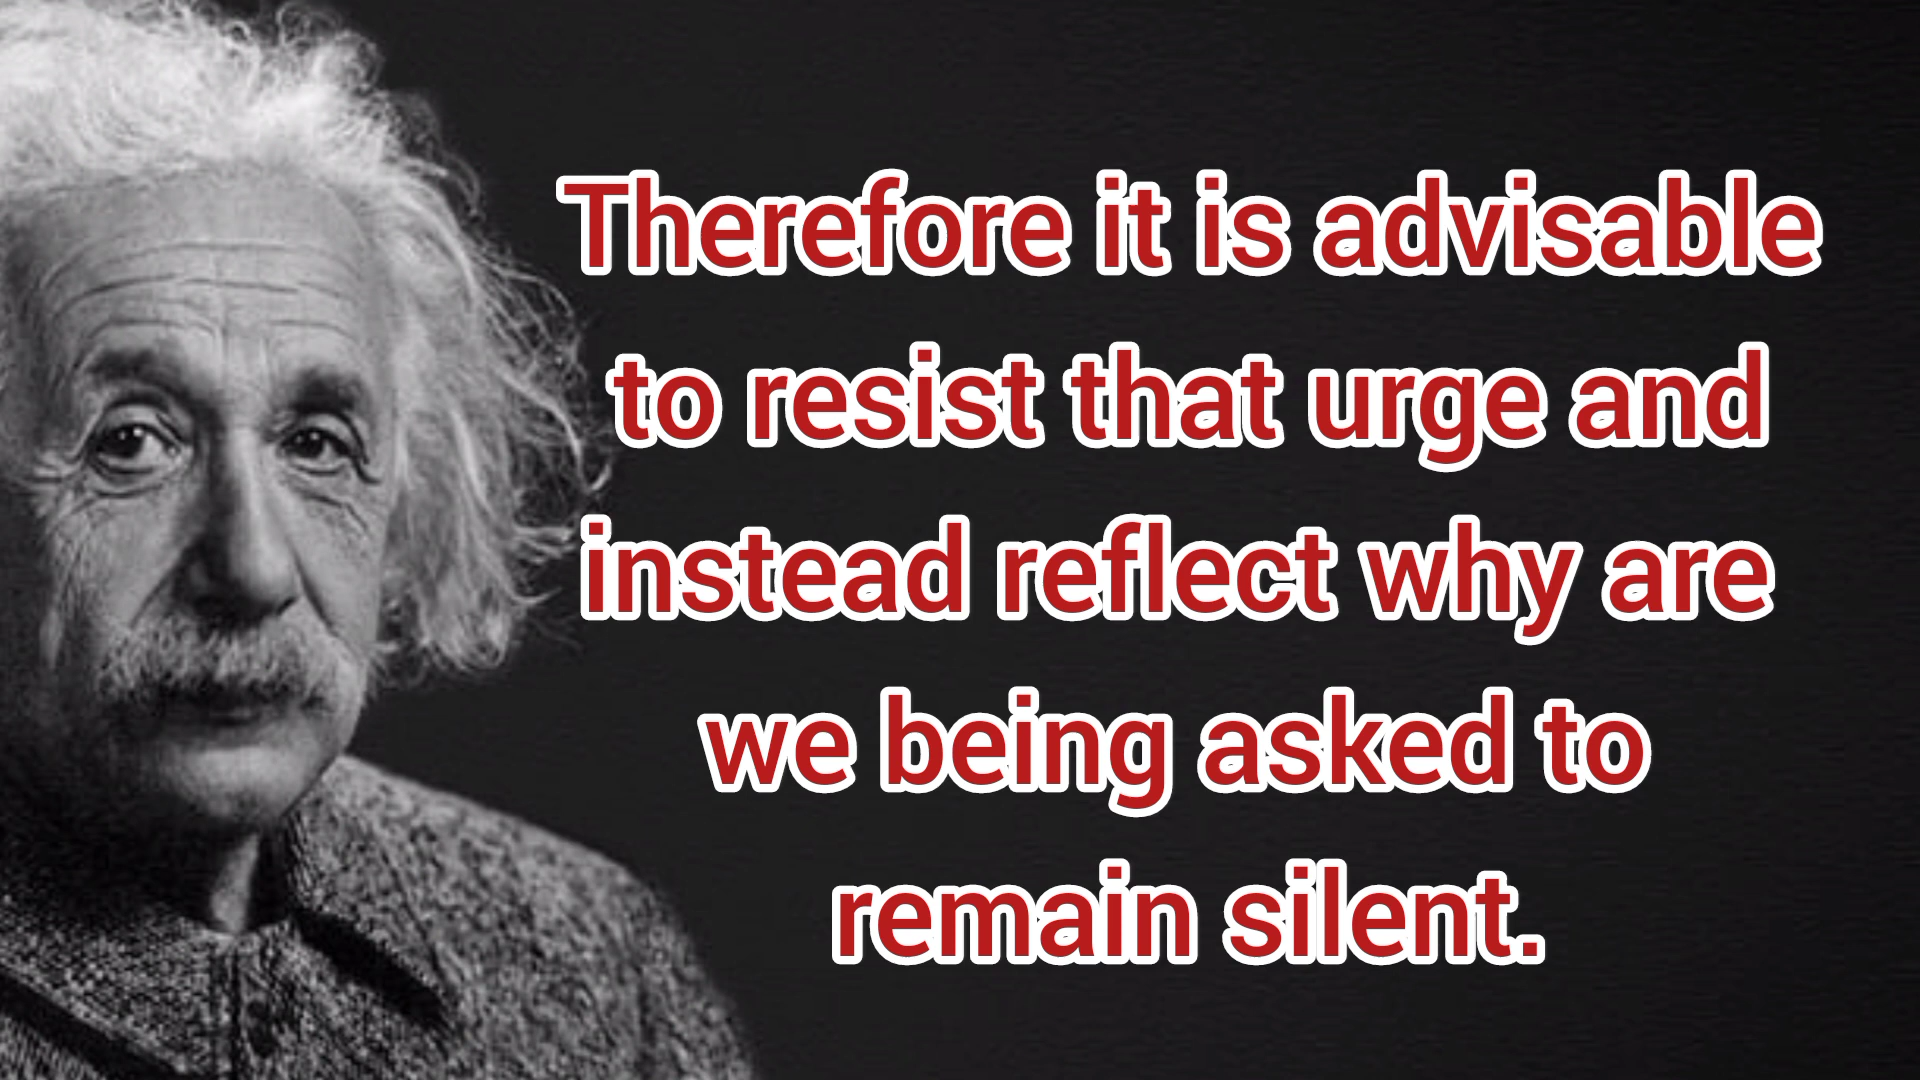 Therefore it is advisable
to resist that urge and
instead reflect why are
we being asked to
remain silent.